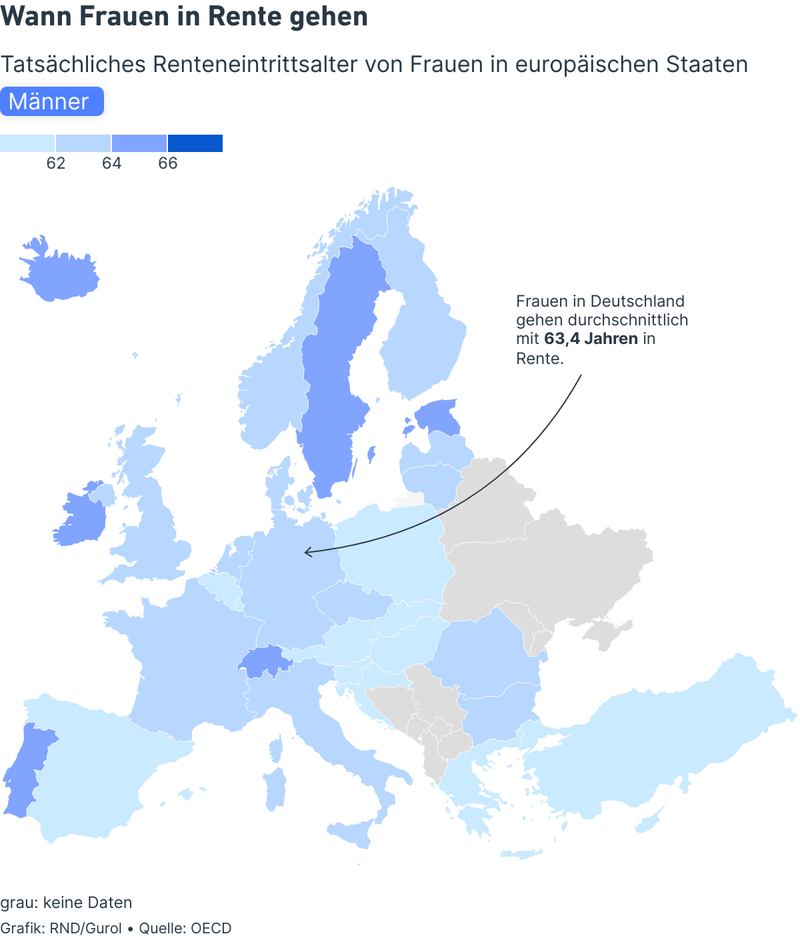 Wann Frauen in Rente gehen
Tatsächliches Renteneintrittsalter von Frauen in europäischen Staaten
Männer
62 64 66
Frauen in Deutschland
gehen durchschnittlich
mit 63,4 Jahren in
Rente.
grau: keine Daten
Grafik: RND/Gurol • Quelle: OECD